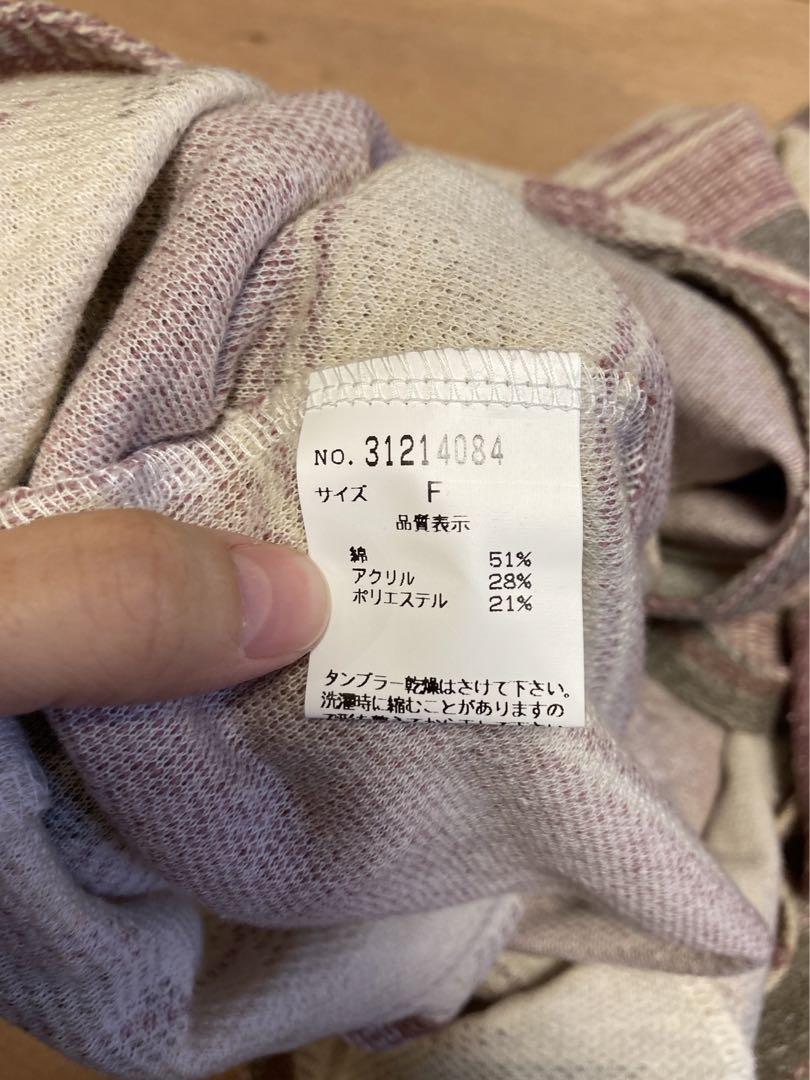 NO. 31214084
サイズ F
品質表示
綿 51%
アクリル 28%
ポリエステル 21%
タンブラー乾燥はさけて下さい。
洗濯時に縮むことがありますの